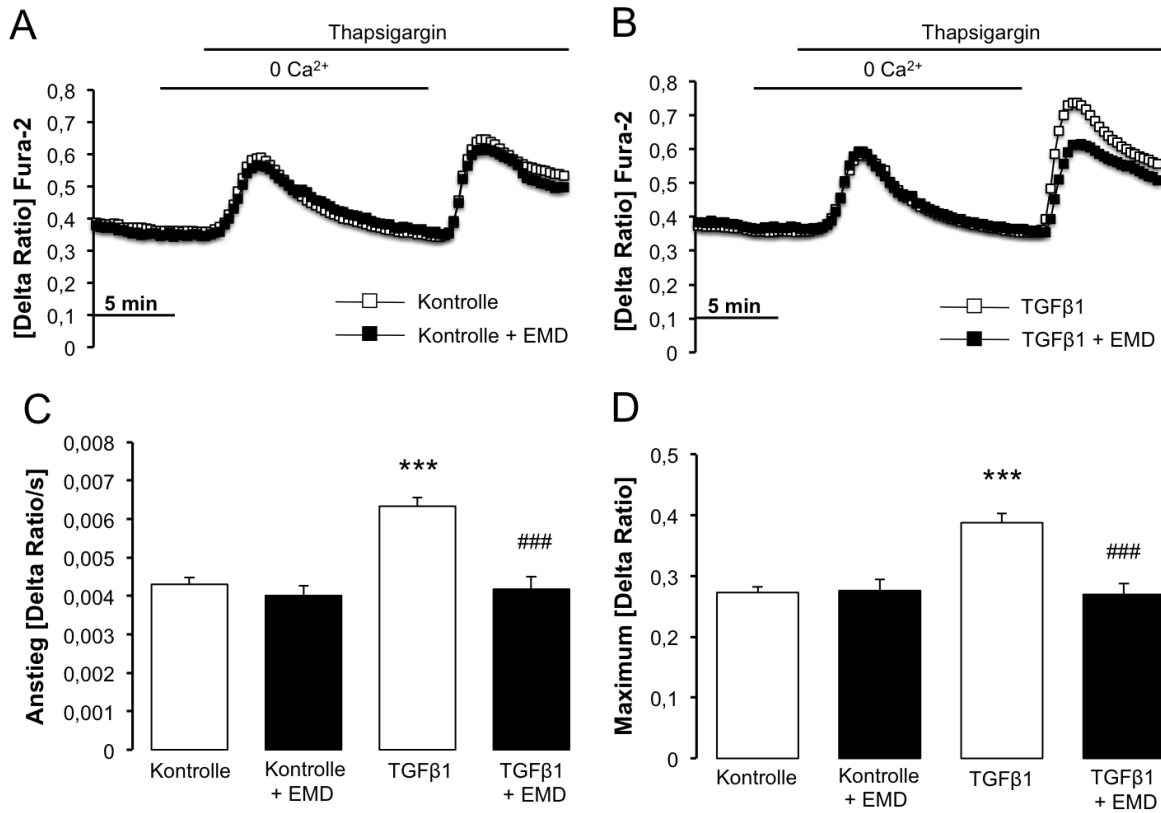 A
Thapsigargin
0 Ca²⁺
[Delta Ratio] Fura-2
0,8
0,7
0,6
0,5
0,4
0,3
0,2
0,1
0
5 min
Kontrolle
Kontrolle + EMD
B
Thapsigargin
0 Ca²⁺
[Delta Ratio] Fura-2
0,8
0,7
0,6
0,5
0,4
0,3
0,2
0,1
0
5 min
TGFβ1
TGFβ1 + EMD
C
Anstieg [Delta Ratio/s]
0,008
0,007
0,006
0,005
0,004
0,003
0,002
0,001
0
***
###
Kontrolle
Kontrolle
+ EMD
TGFβ1
TGFβ1
+ EMD
D
Maximum [Delta Ratio]
0,5
0,4
0,3
0,2
0,1
0
***
###
Kontrolle
Kontrolle
+ EMD
TGFβ1
TGFβ1
+ EMD